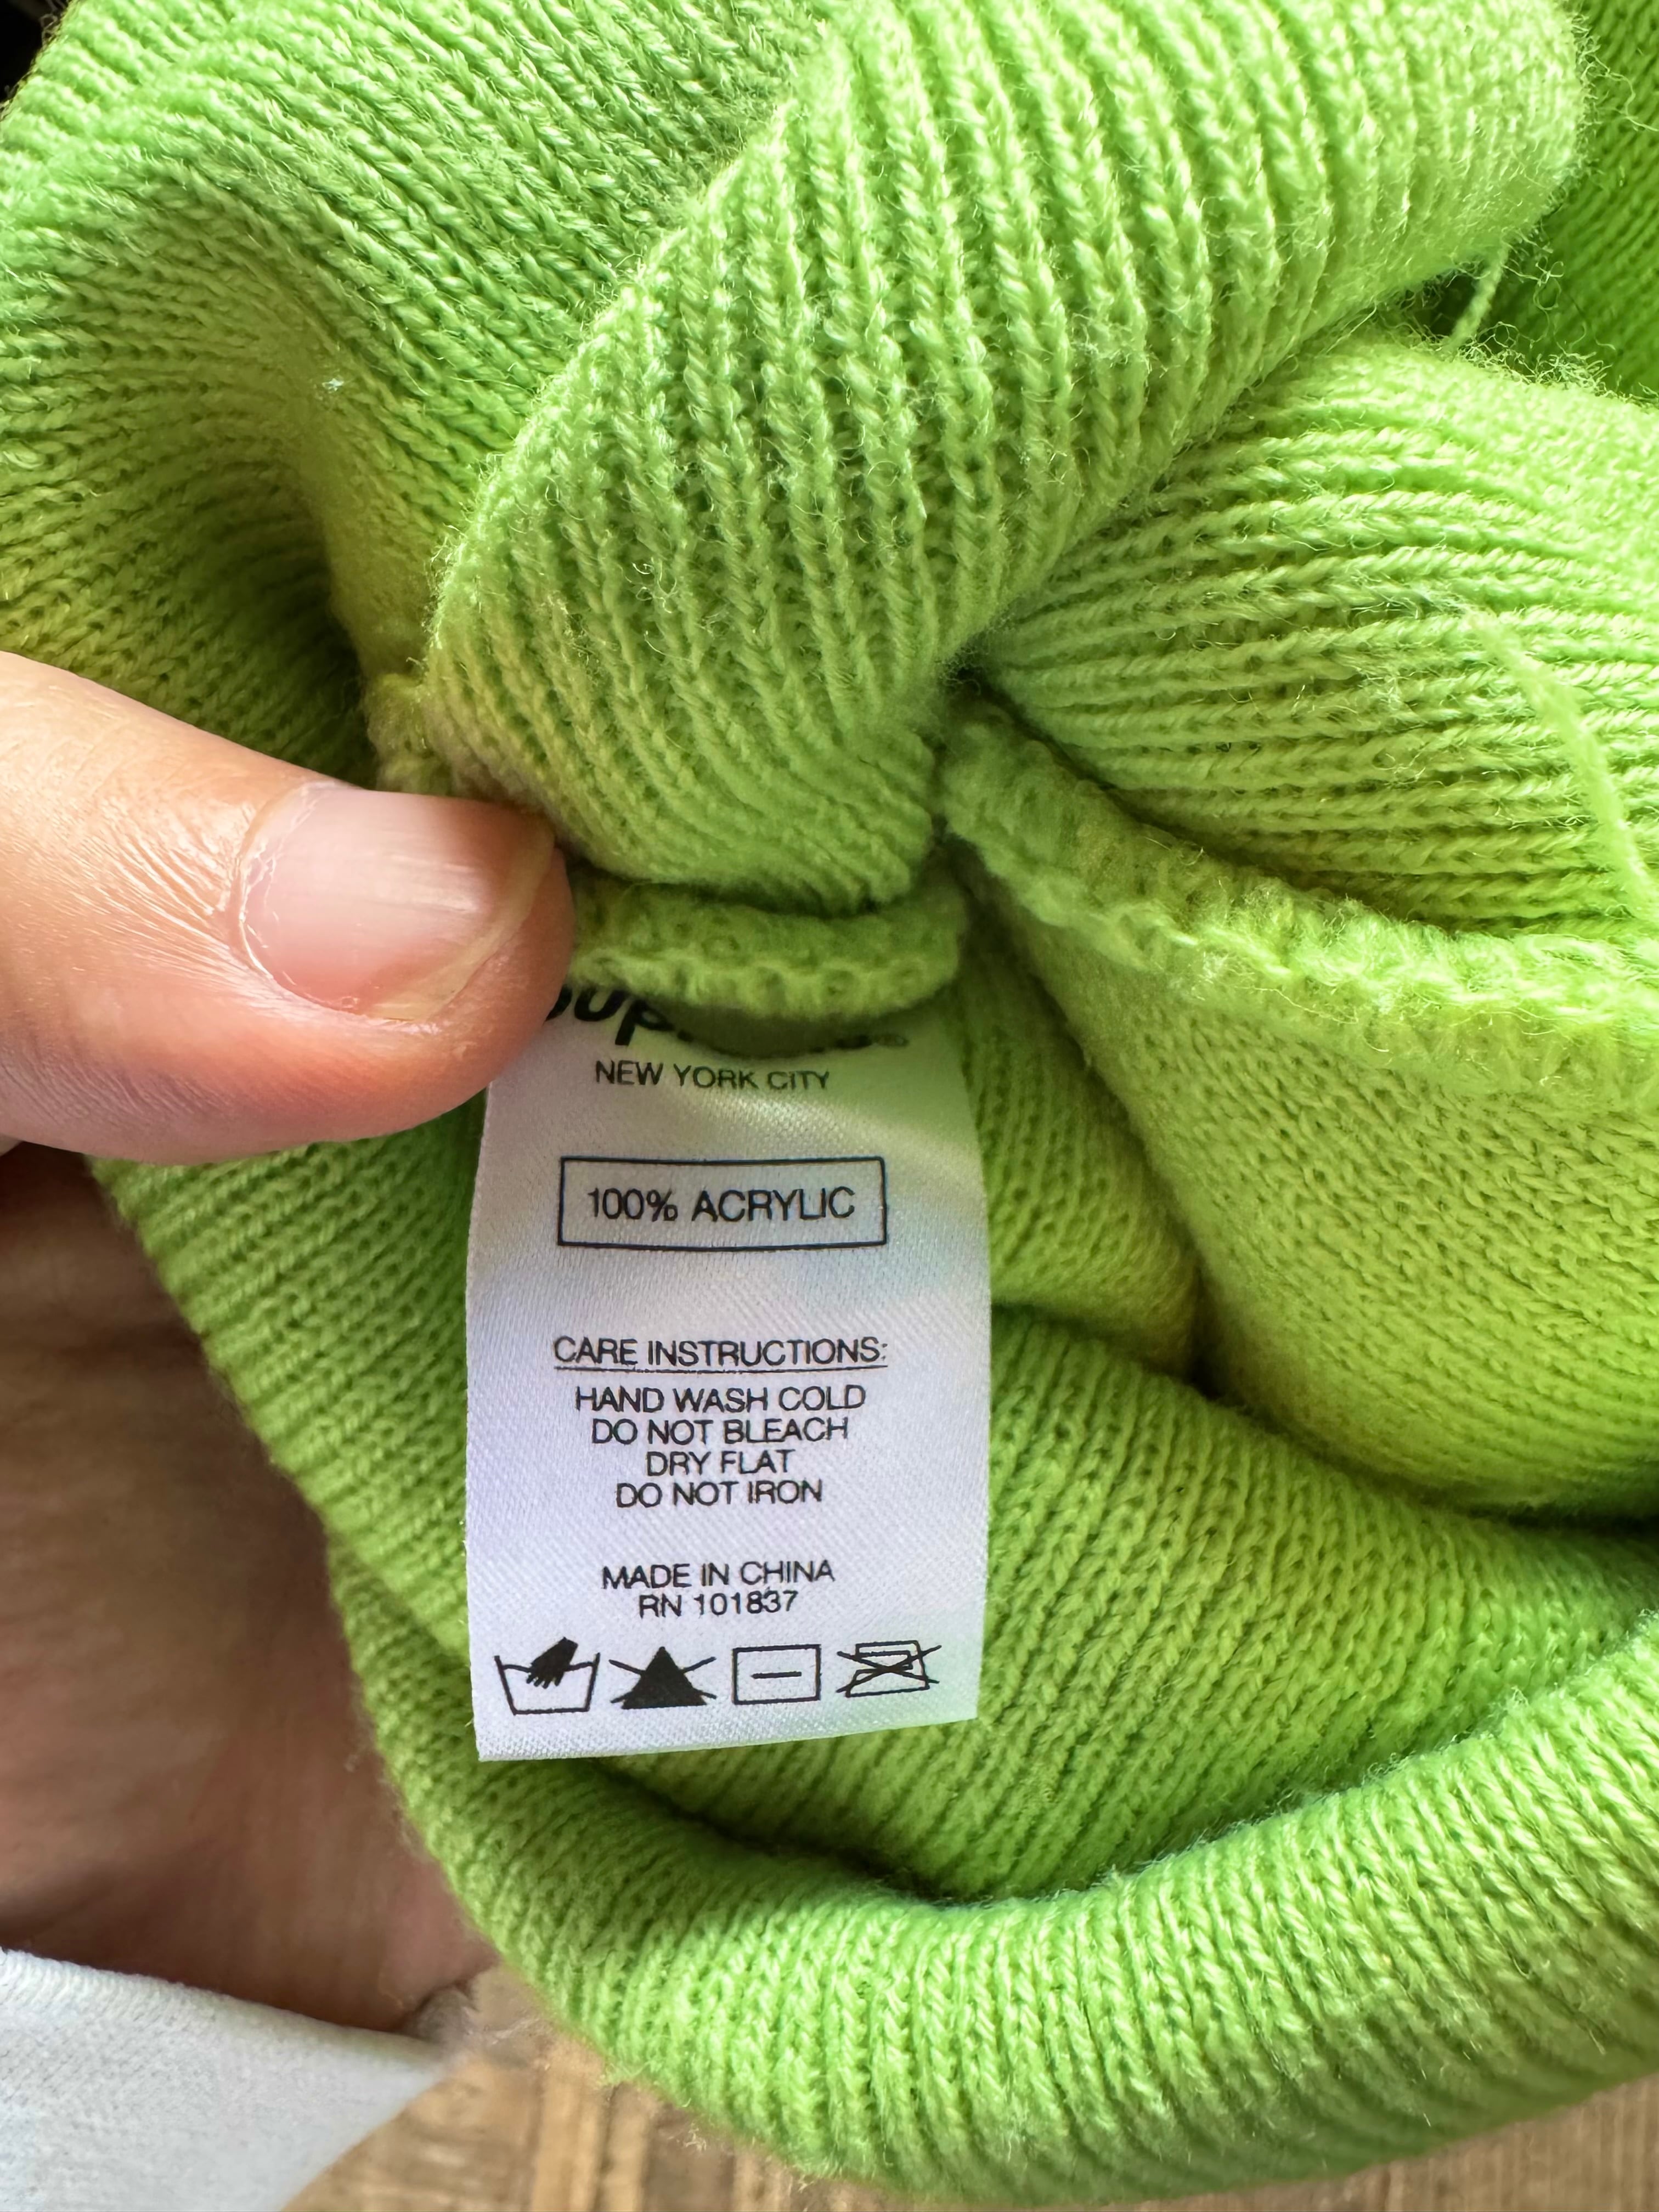 NEW YORK CITY
100% ACRYLIC
CARE INSTRUCTIONS:
HAND WASH COLD
DO NOT BLEACH
DRY FLAT
DO NOT IRON
MADE IN CHINA
RN 101837